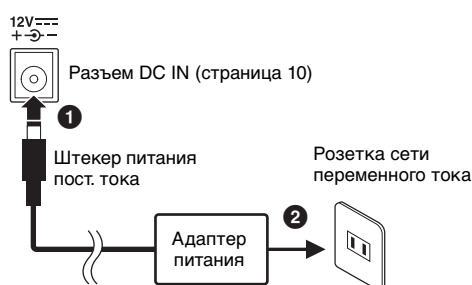 12V
+ -
Разъем DC IN (страница 10)
1
Штекер питания
пост. тока
Розетка сети
переменного тока
2
Адаптер
питания